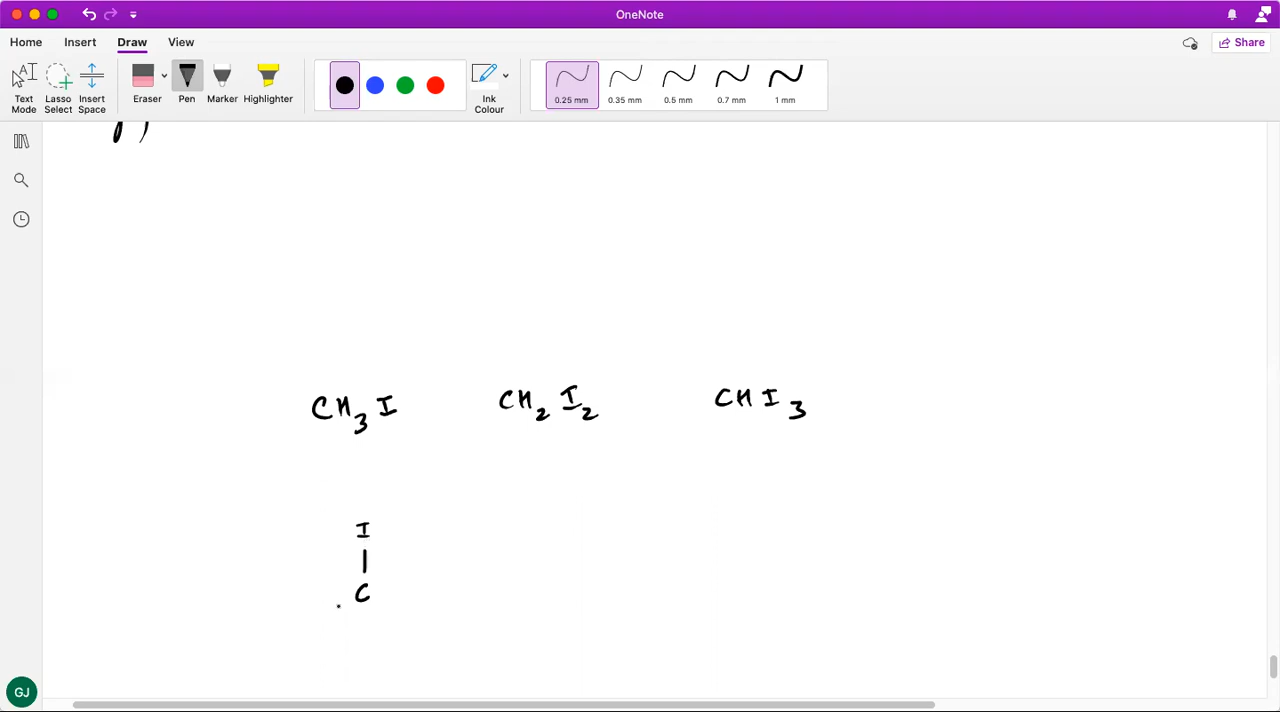 OneNote
Home Insert Draw View Share
Text Mode Lasso Select Insert Space Eraser Pen Marker Highlighter Ink Colour 0.25 mm 0.35 mm 0.5 mm 0.7 mm 1 mm
CH₃I CH₂I₂ CHI₃
I
|
C
GJ